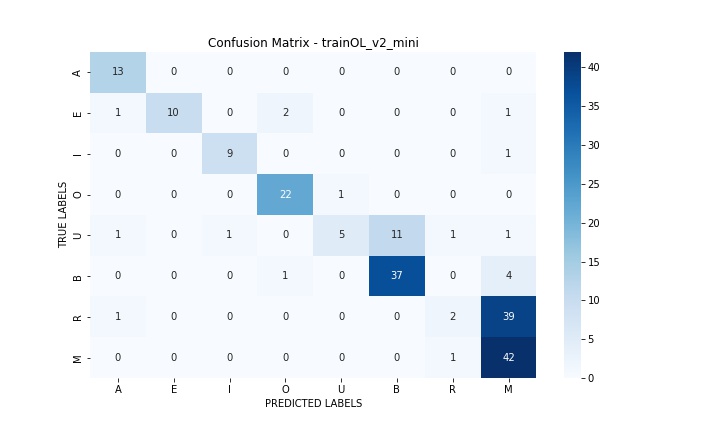 Confusion Matrix - trainOL_v2_mini
A 13 0 0 0 0 0 0 0
E 1 10 0 2 0 0 0 1
I 0 0 9 0 0 0 0 1
O 0 0 0 22 1 0 0 0
U 1 0 1 0 5 11 1 1
B 0 0 0 1 0 37 0 4
R 1 0 0 0 0 0 2 39
M 0 0 0 0 0 0 1 42
A E I O U B R M
TRUE LABELS
PREDICTED LABELS
40
35
30
25
20
15
10
5
0